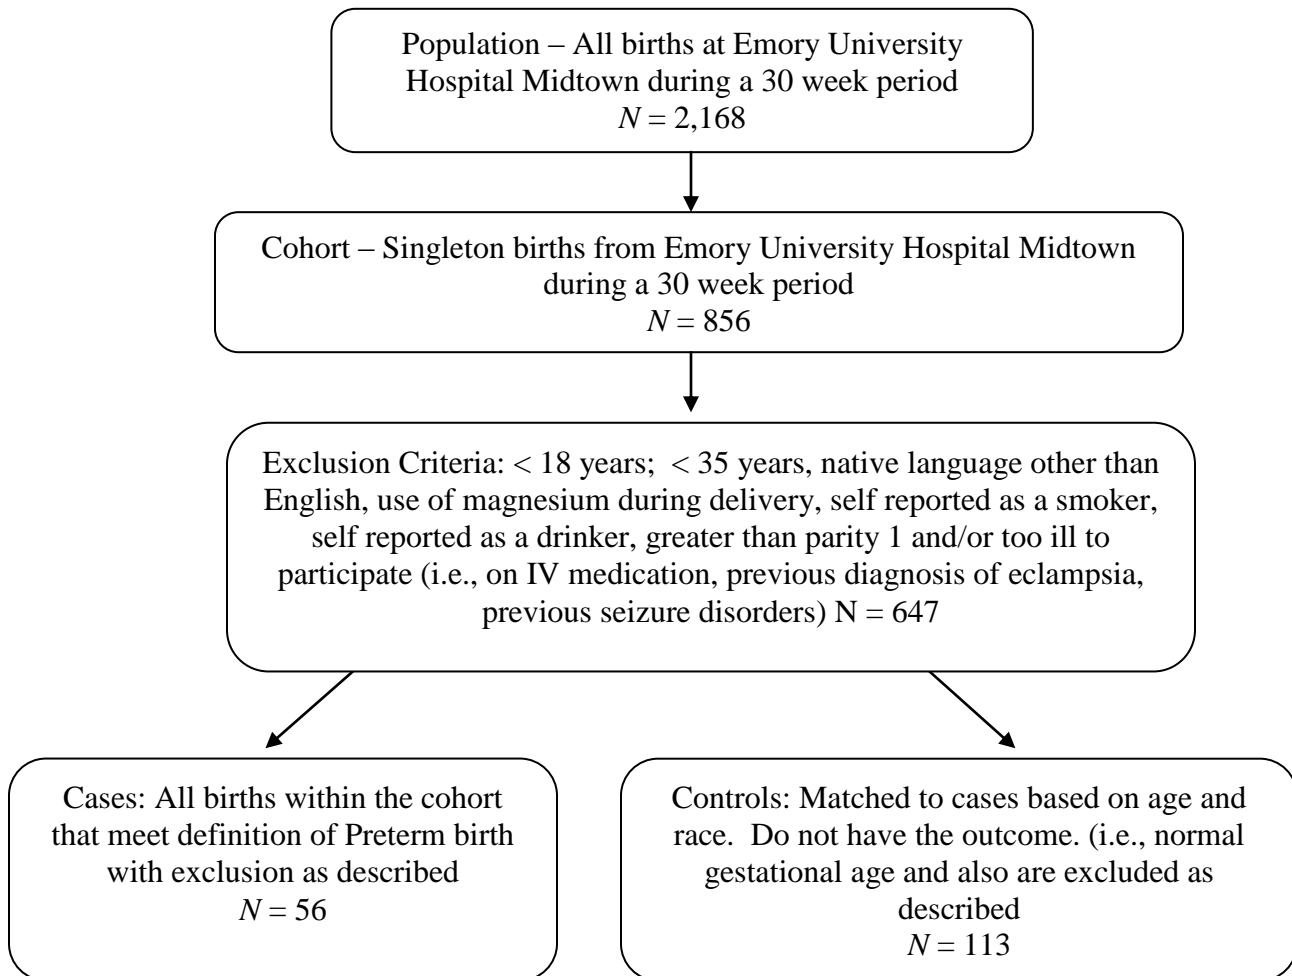 Population – All births at Emory University
Hospital Midtown during a 30 week period
N = 2,168
Cohort – Singleton births from Emory University Hospital Midtown
during a 30 week period
N = 856
Exclusion Criteria: < 18 years;  < 35 years, native language other than
English, use of magnesium during delivery, self reported as a smoker,
self reported as a drinker, greater than parity 1 and/or too ill to
participate (i.e., on IV medication, previous diagnosis of eclampsia,
previous seizure disorders) N = 647
Cases: All births within the cohort
that meet definition of Preterm birth
with exclusion as described
N = 56
Controls: Matched to cases based on age and
race.  Do not have the outcome. (i.e., normal
gestational age and also are excluded as
described
N = 113